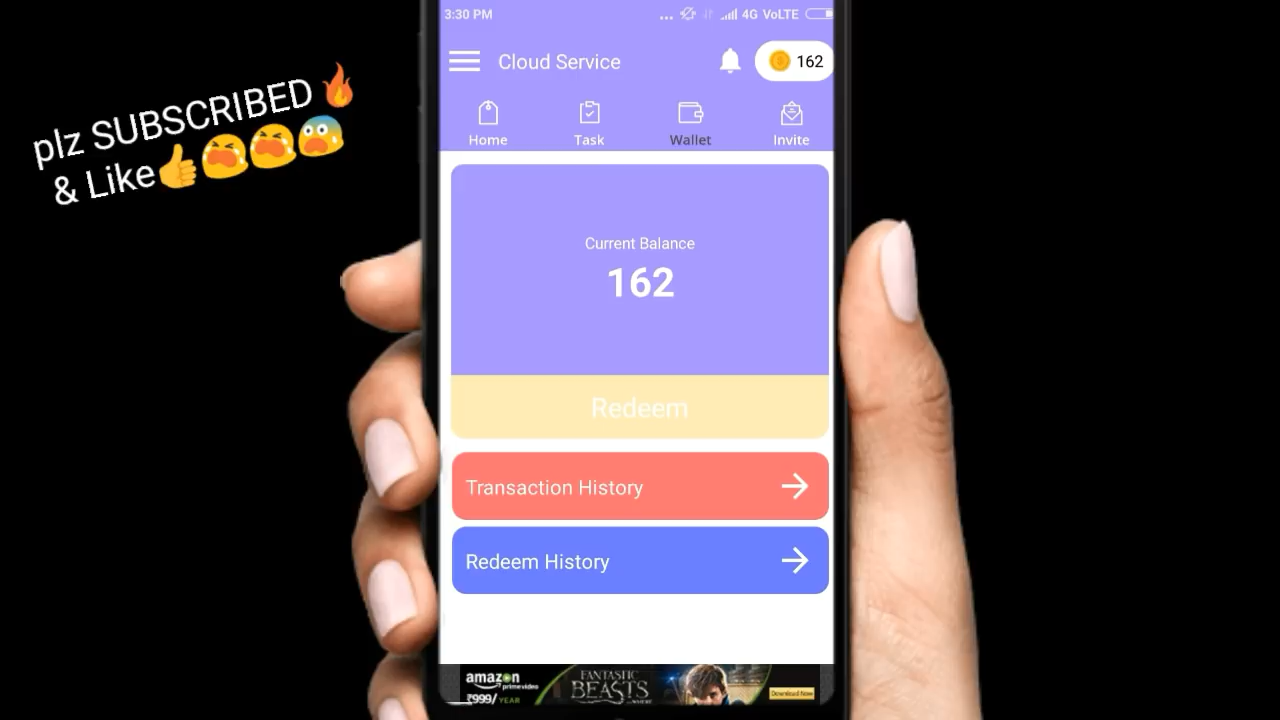 3:30 PM
... 4G VoLTE
Cloud Service
162
Home
Task
Wallet
Invite
plz SUBSCRIBED🔥
& Like👍😭😭😨
Current Balance
162
Redeem
Transaction History
Redeem History
amazon
prime video
₹999/ YEAR
FANTASTIC
BEASTS
Download Now